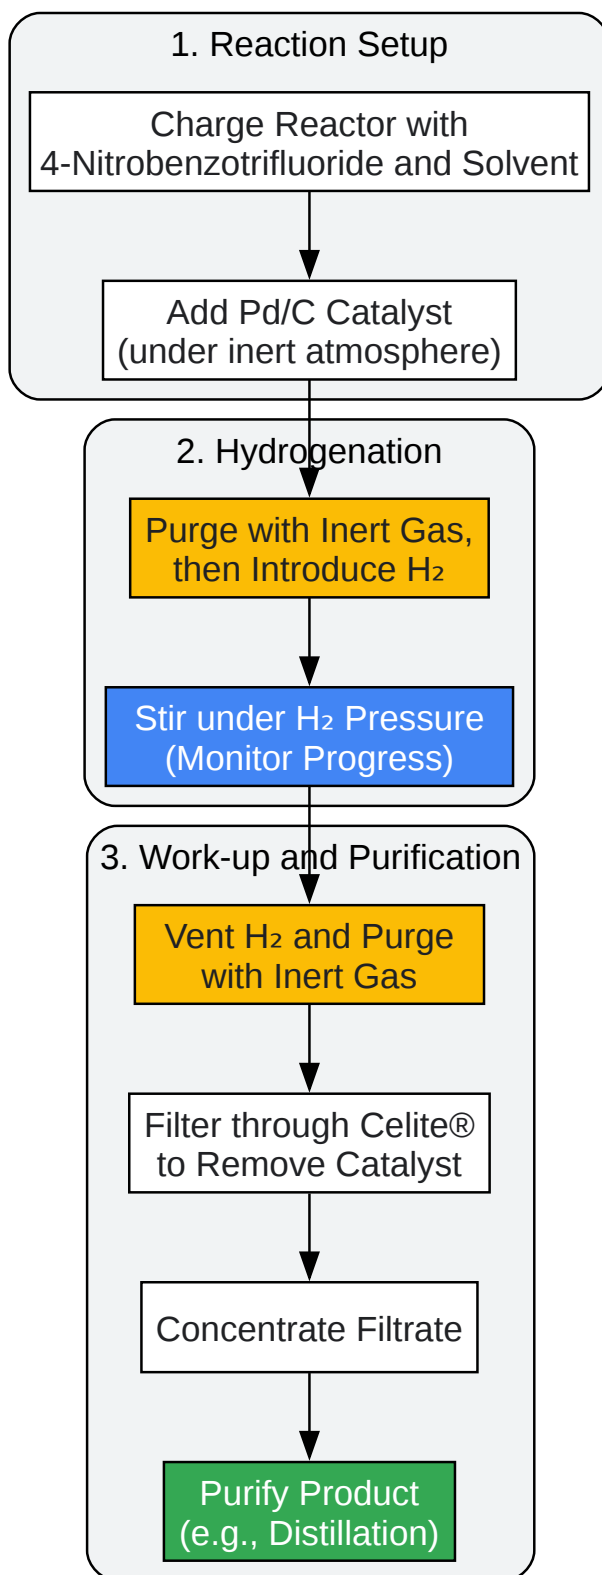 1. Reaction Setup
Charge Reactor with
4-Nitrobenzotrifluoride and Solvent
Add Pd/C Catalyst
(under inert atmosphere)
2. Hydrogenation
Purge with Inert Gas,
then Introduce H₂
Stir under H₂ Pressure
(Monitor Progress)
3. Work-up and Purification
Vent H₂ and Purge
with Inert Gas
Filter through Celite®
to Remove Catalyst
Concentrate Filtrate
Purify Product
(e.g., Distillation)